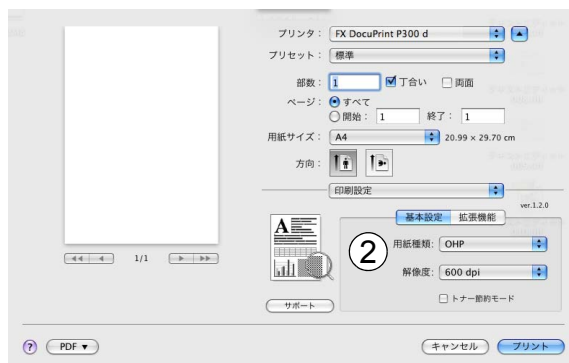 プリンタ： FX DocuPrint P300 d
プリセット： 標準
部数： 1 丁合い 両面
ページ： すべて
開始： 1 終了： 1
用紙サイズ： A4 20.99 × 29.70 cm
方向：
印刷設定
ver.1.2.0
基本設定 拡張機能
A
② 用紙種類： OHP
1/1
解像度： 600 dpi
トナー節約モード
サポート
? PDF ▼ キャンセル プリント